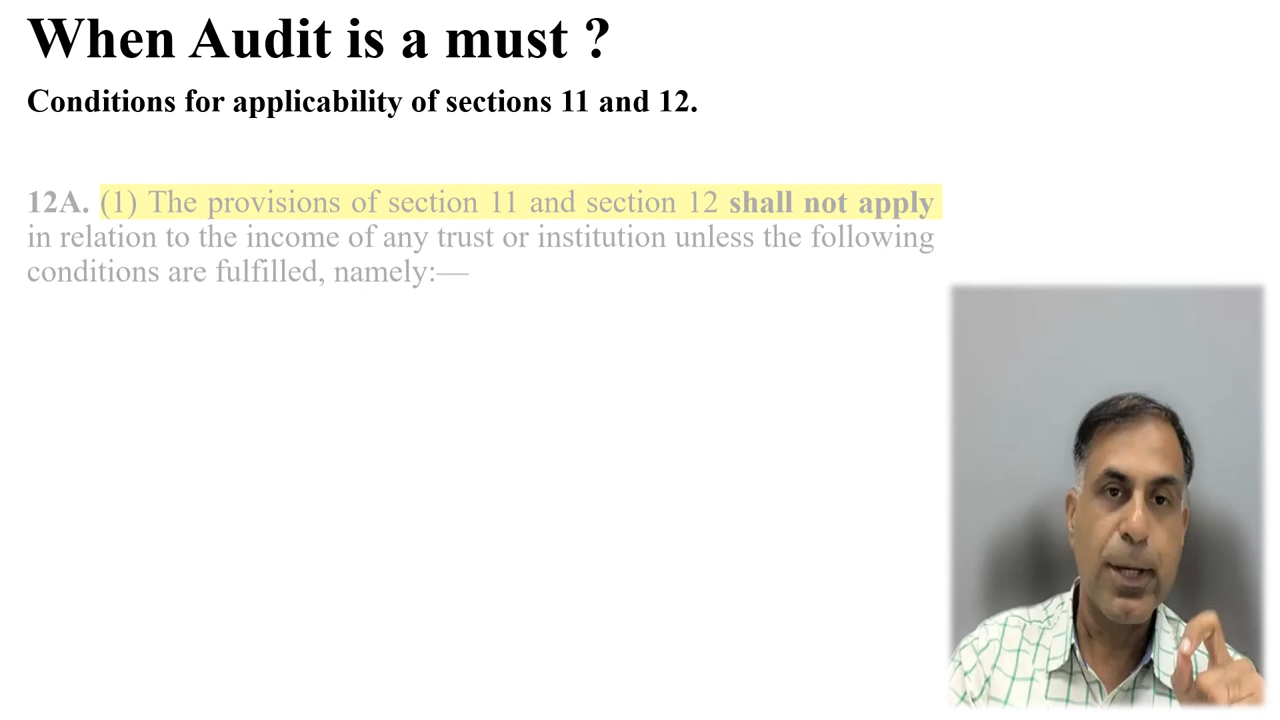 When Audit is a must ?
Conditions for applicability of sections 11 and 12.
12A. (1) The provisions of section 11 and section 12 shall not apply
in relation to the income of any trust or institution unless the following
conditions are fulfilled, namely:—